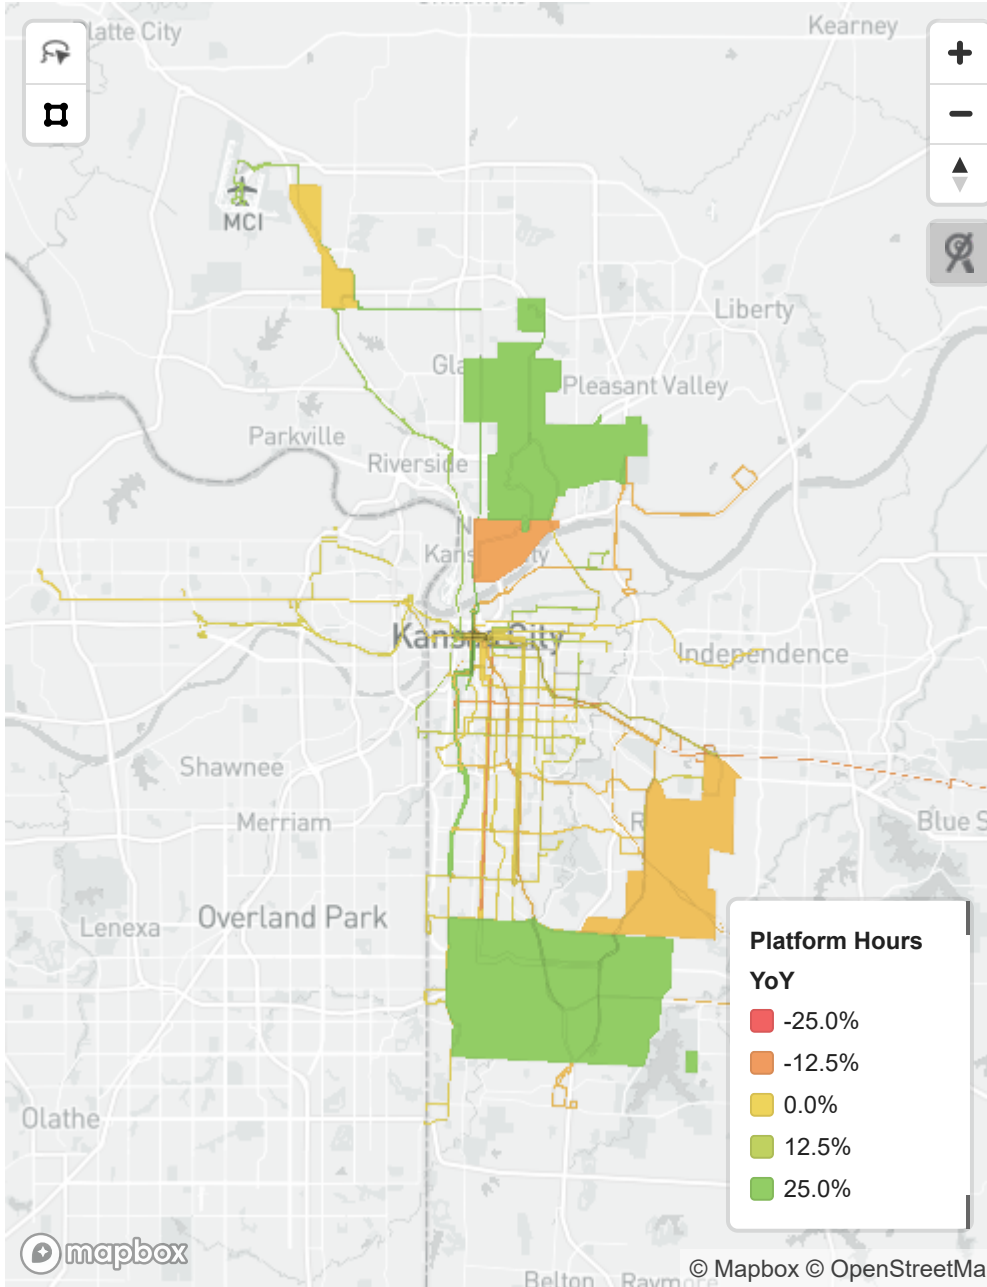 Platte City
Kearney
MCI
Liberty
Gla
Pleasant Valley
Parkville
Riverside
N
Kans ity
Kansas City
Independence
Shawnee
Merriam
R
Blue S
Overland Park
Lenexa
Olathe
Belton
Raymore
Platform Hours
YoY
-25.0%
-12.5%
0.0%
12.5%
25.0%
mapbox
© Mapbox © OpenStreetMa